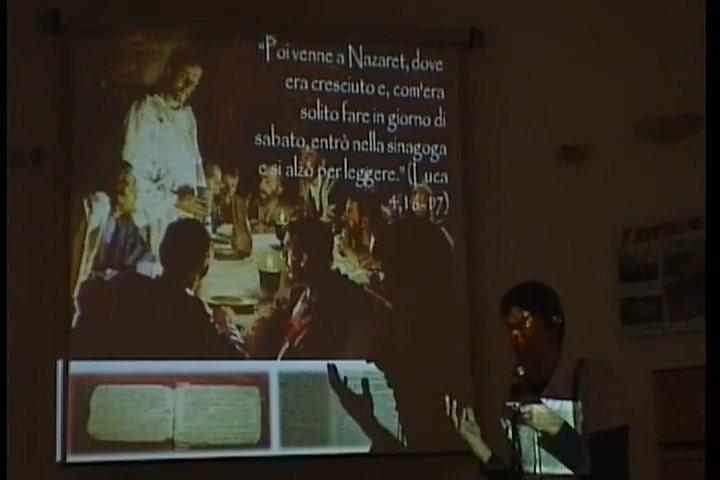 "Poi venne a Nazaret, dove
era cresciuto e, com'era
solito fare in giorno di
sabato, entrò nella sinagoga
e si alzò per leggere." (Luca
4,16-07)